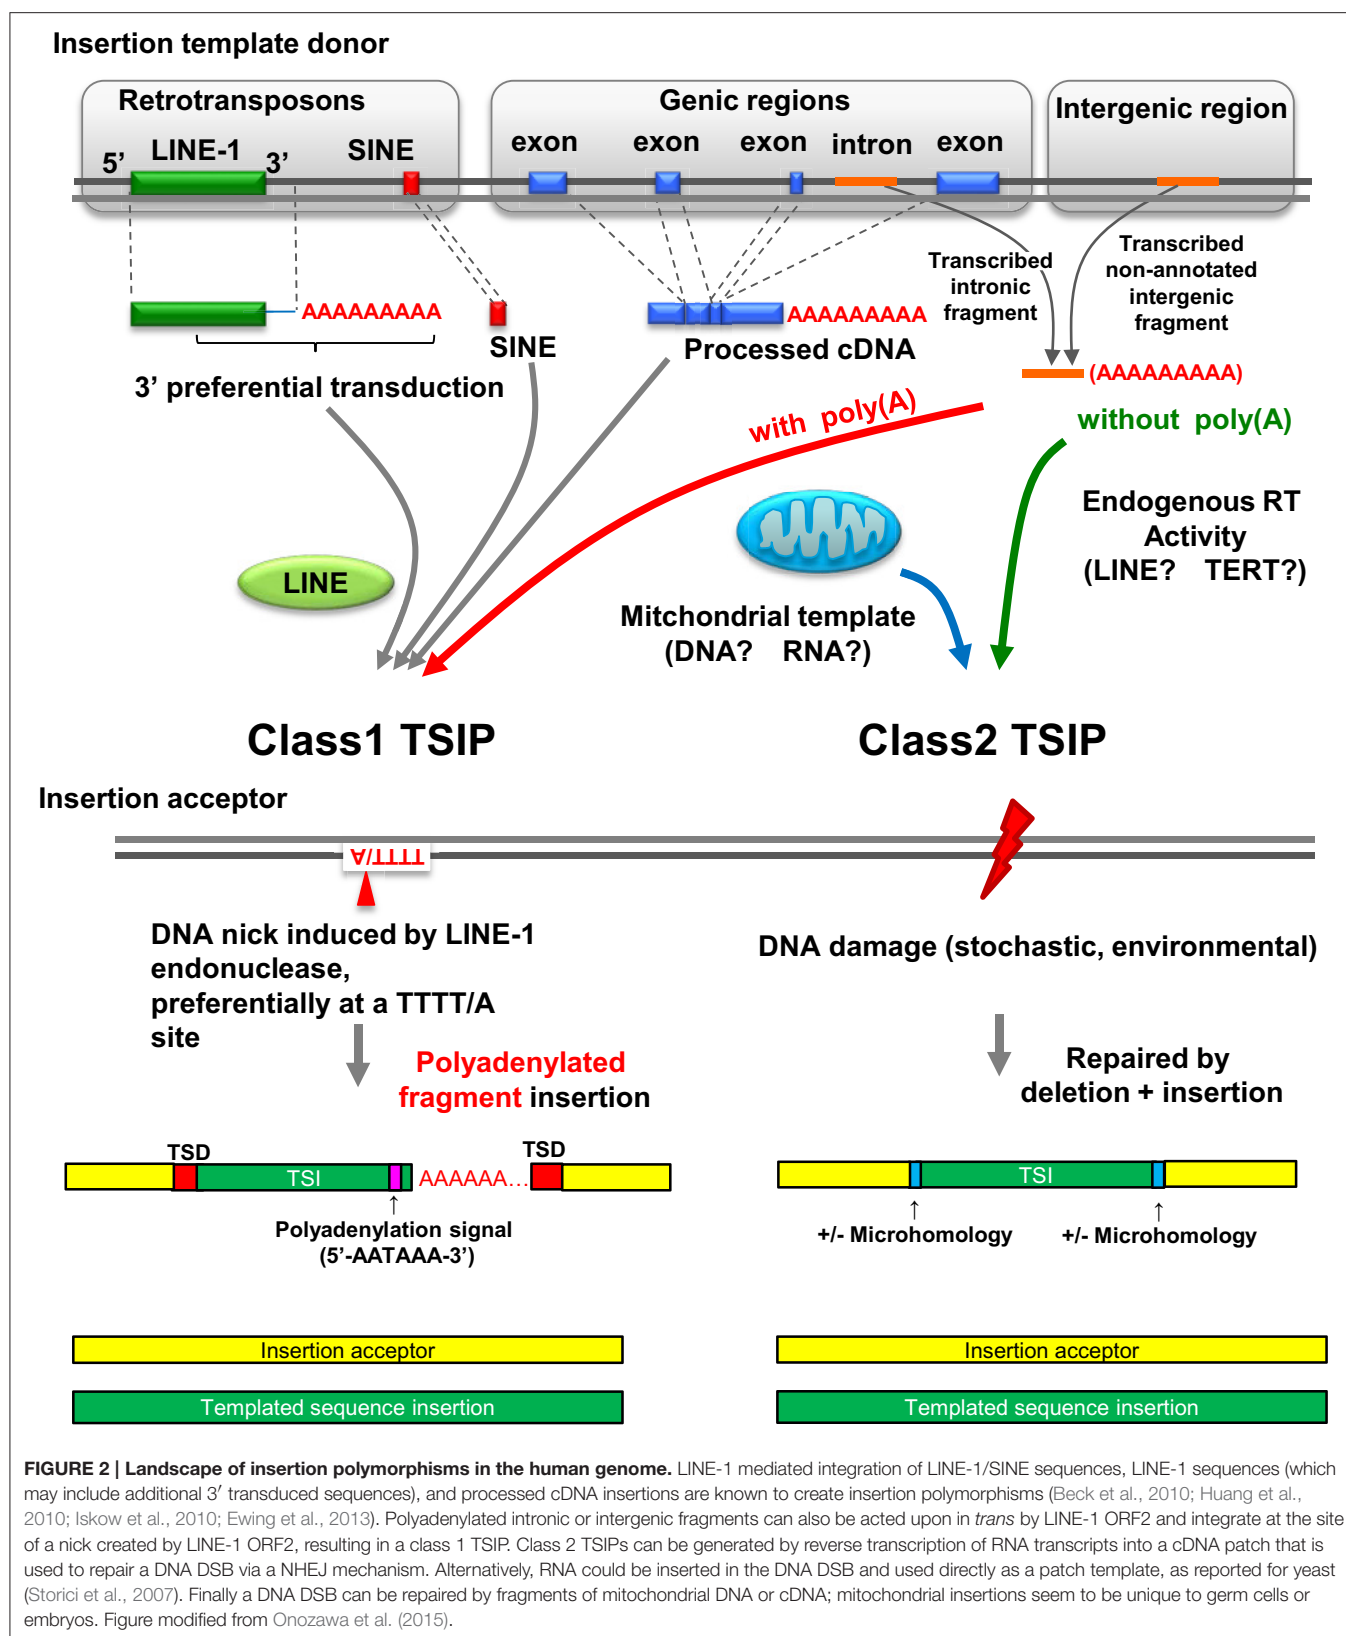 Insertion template donor
Retrotransposons
Genic regions
Intergenic region
5’ LINE-1 3’ SINE
exon exon exon intron exon
AAAAAAAAA
SINE
3’ preferential transduction
AAAAAAAAA
Processed cDNA
Transcribed
intronic
fragment
Transcribed
non-annotated
intergenic
fragment
(AAAAAAAAA)
with poly(A)
without poly(A)
LINE
Mitchondrial template
(DNA? RNA?)
Endogenous RT
Activity
(LINE? TERT?)
Class1 TSIP
Class2 TSIP
Insertion acceptor
TTTT/A
DNA nick induced by LINE-1
endonuclease,
preferentially at a TTTT/A
site
DNA damage (stochastic, environmental)
Polyadenylated
fragment insertion
Repaired by
deletion + insertion
TSD TSD
TSI AAAAAA...
Polyadenylation signal
(5’-AATAAA-3’)
TSI
+/- Microhomology +/- Microhomology
Insertion acceptor
Templated sequence insertion
Insertion acceptor
Templated sequence insertion
FIGURE 2 | Landscape of insertion polymorphisms in the human genome. LINE-1 mediated integration of LINE-1/SINE sequences, LINE-1 sequences (which
may include additional 3′ transduced sequences), and processed cDNA insertions are known to create insertion polymorphisms (Beck et al., 2010; Huang et al.,
2010; Iskow et al., 2010; Ewing et al., 2013). Polyadenylated intronic or intergenic fragments can also be acted upon in trans by LINE-1 ORF2 and integrate at the site
of a nick created by LINE-1 ORF2, resulting in a class 1 TSIP. Class 2 TSIPs can be generated by reverse transcription of RNA transcripts into a cDNA patch that is
used to repair a DNA DSB via a NHEJ mechanism. Alternatively, RNA could be inserted in the DNA DSB and used directly as a patch template, as reported for yeast
(Storici et al., 2007). Finally a DNA DSB can be repaired by fragments of mitochondrial DNA or cDNA; mitochondrial insertions seem to be unique to germ cells or
embryos. Figure modified from Onozawa et al. (2015).